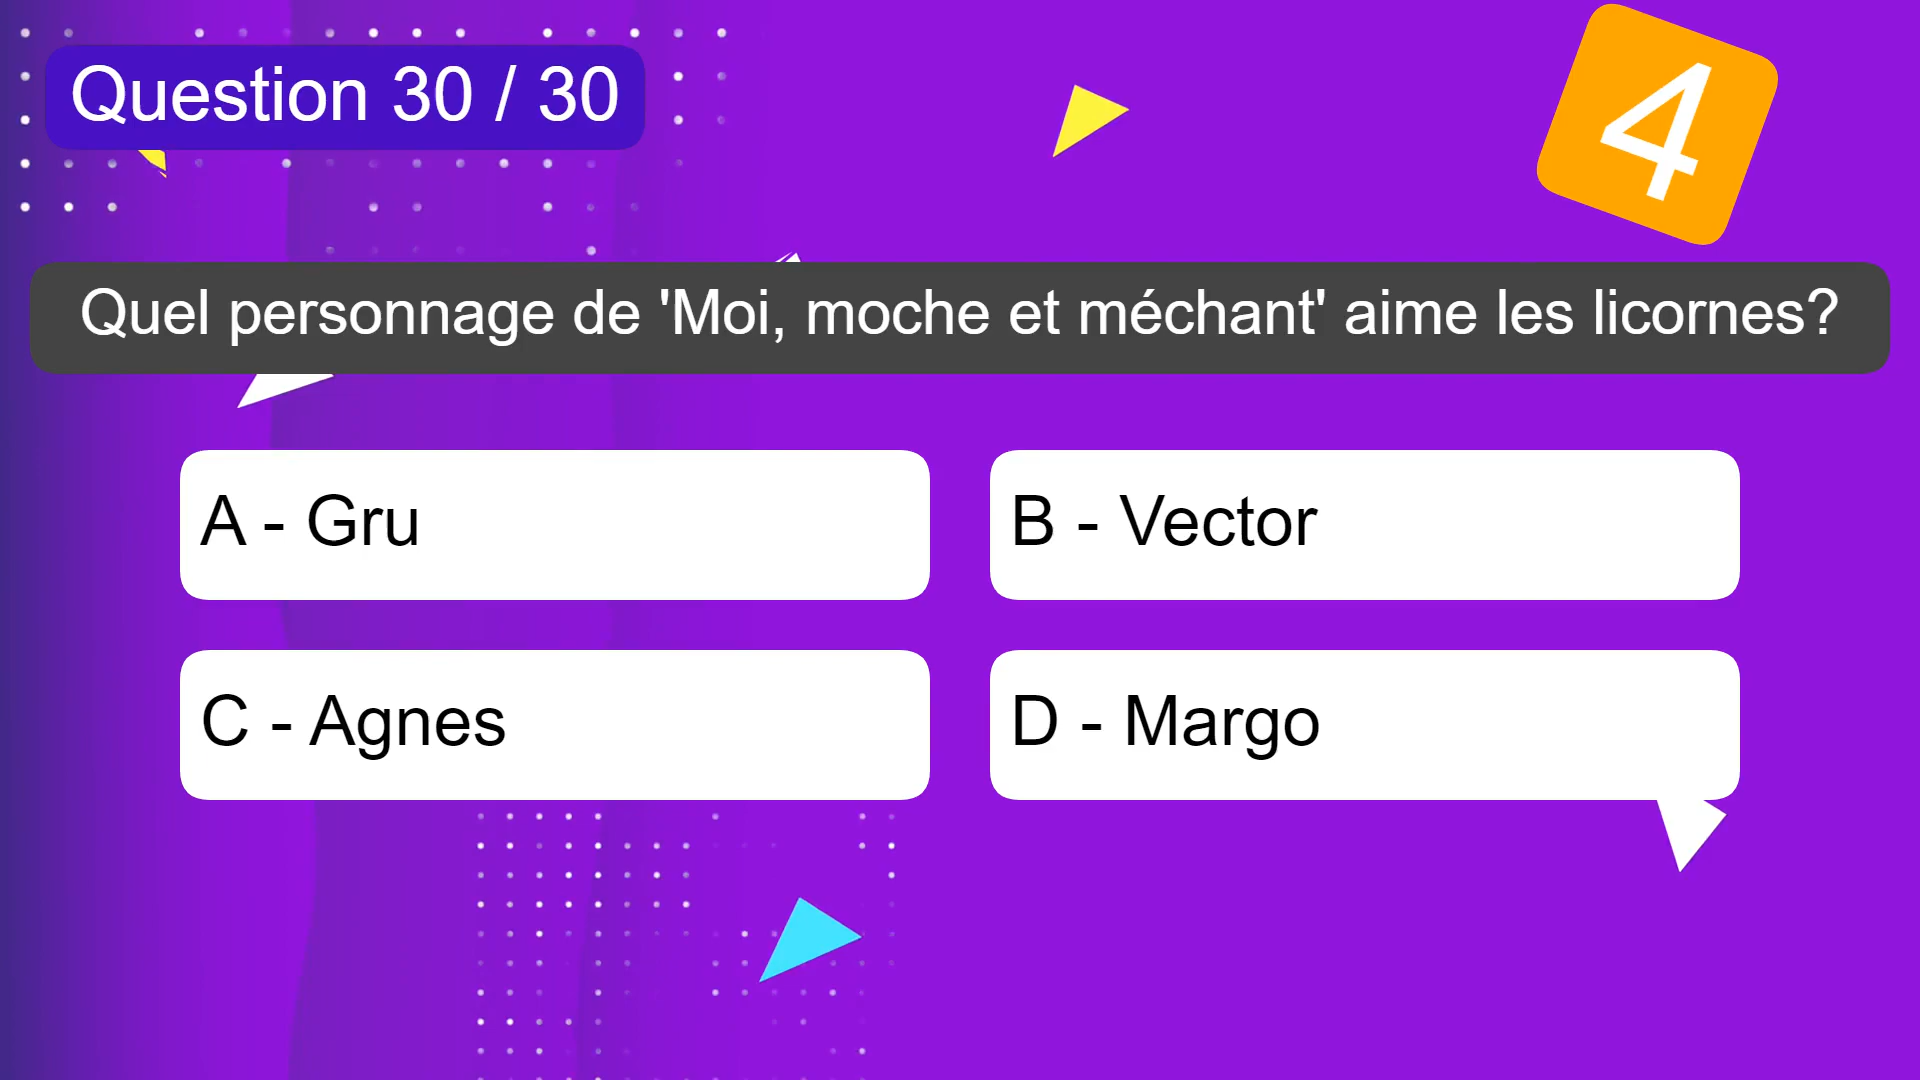 Question 30 / 30
4
Quel personnage de 'Moi, moche et méchant' aime les licornes?
A - Gru
B - Vector
C - Agnes
D - Margo